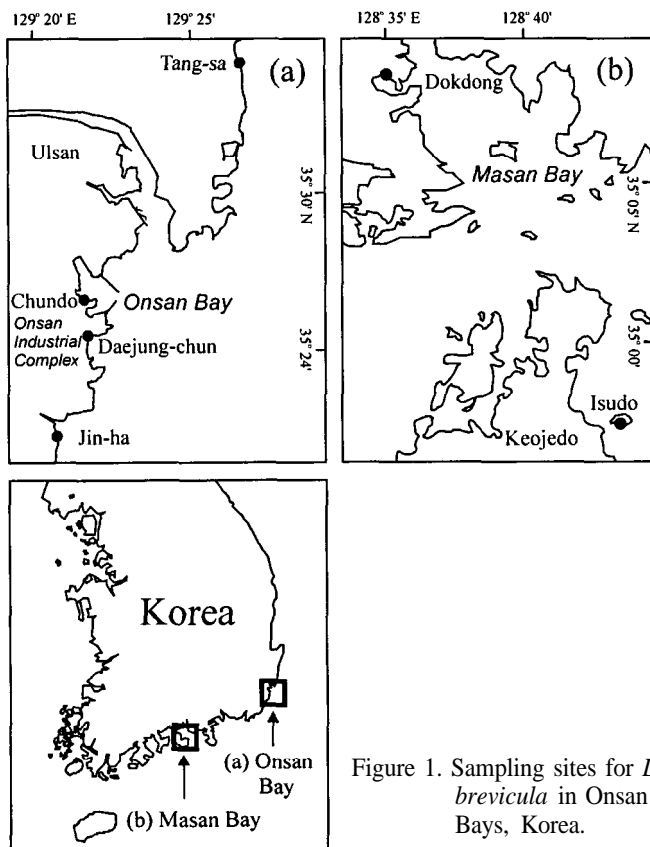 129° 20' E
129° 25'
Tang-sa
(a)
Ulsan
35° 30' N
Chundo
Onsan Bay
Onsan
Industrial
Complex
Daejung-chun
35° 24'
Jin-ha
128° 35' E
128° 40'
(b)
Dokdong
Masan Bay
35° 05' N
35° 00'
Isudo
Keojedo
Korea
(a) Onsan
Bay
(b) Masan Bay
Figure 1. Sampling sites for
brevicula in Onsan
Bays, Korea.